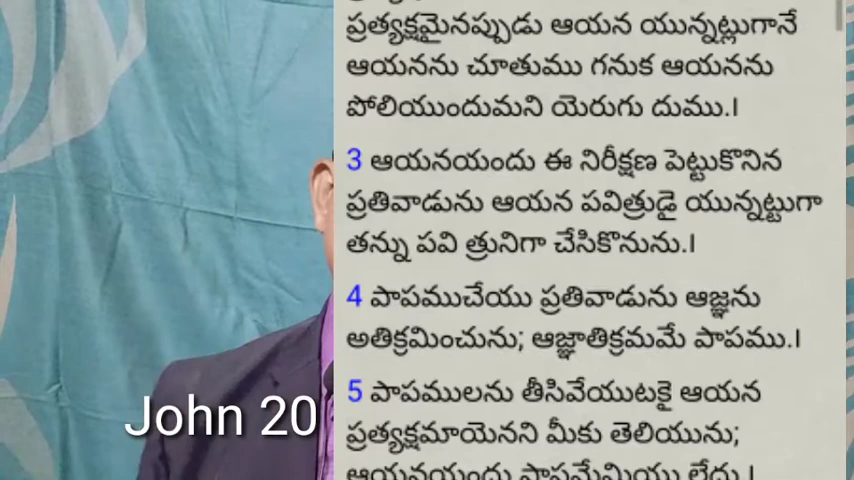 ప్రత్యక్షమైనప్పుడు ఆయన యున్నట్లుగానే
ఆయనను చూతుము గనుక ఆయనను
పోలియుందుమని యెరుగు దుము.।
3 ఆయనయందు ఈ నిరీక్షణ పెట్టుకొనిన
ప్రతివాడును ఆయన పవిత్రుడై యున్నట్టుగా
తన్ను పవి త్రునిగా చేసికొనును.।
4 పాపముచేయు ప్రతివాడును ఆజ్ఞను
అతిక్రమించును; ఆజ్ఞాతిక్రమమే పాపము.।
5 పాపములను తీసివేయుటకై ఆయన
ప్రత్యక్షమాయెనని మీకు తెలియును;
ఆయనయందు పాపమేమియు లేదు.।
John 20